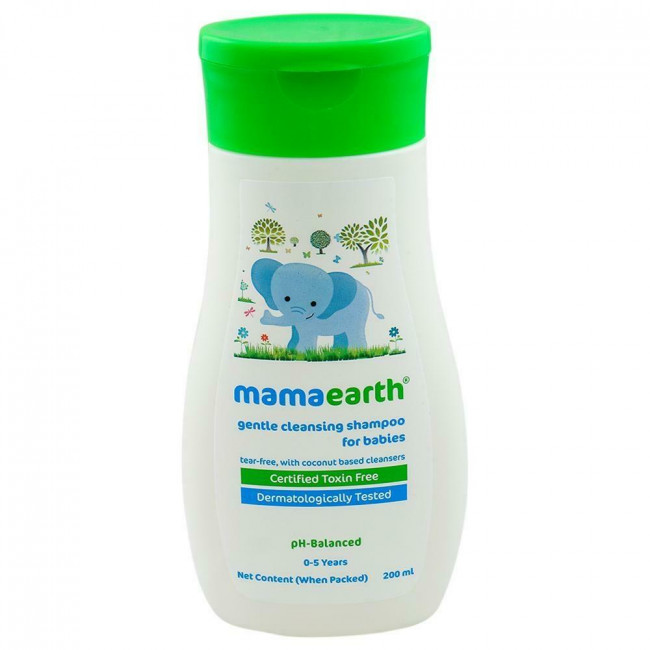 mamaearth®
gentle cleansing shampoo
for babies
tear-free, with coconut based cleansers
Certified Toxin Free
Dermatologically Tested
pH-Balanced
0-5 Years
Net Content (When Packed) 200 ml